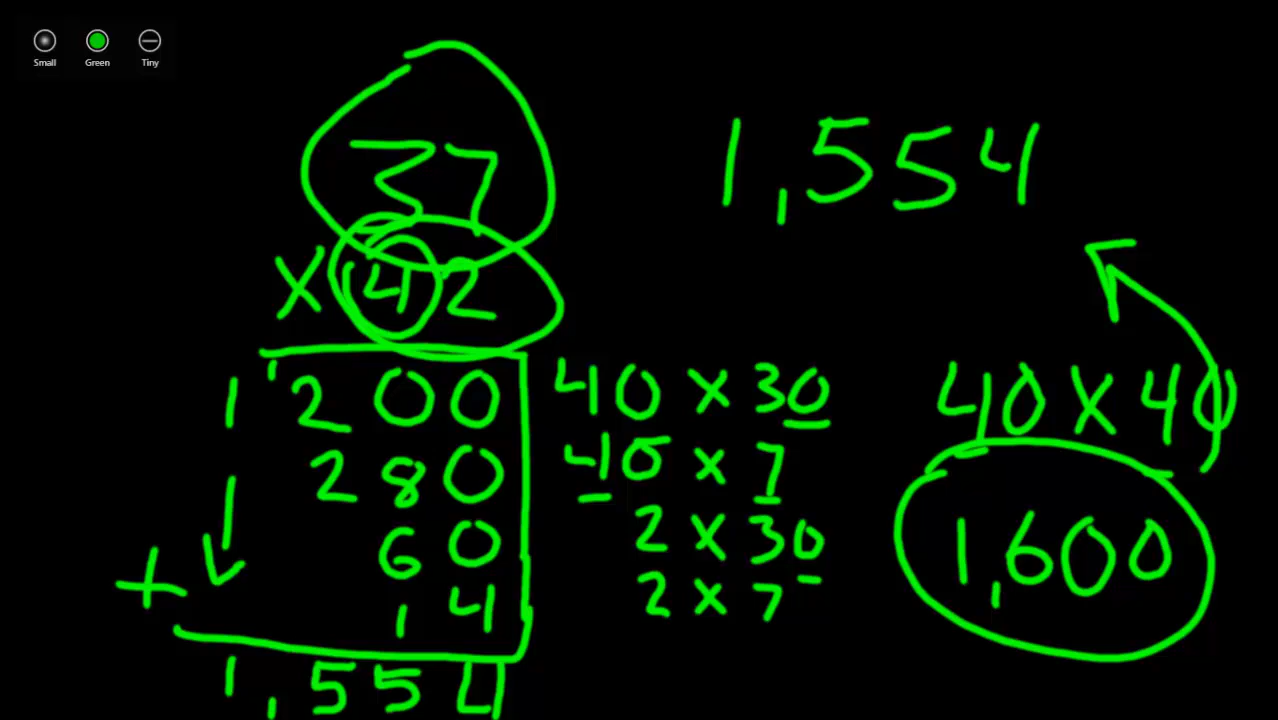 Small Green Tiny
37
X 42
1,200 40 X 30
280 40 X 7
60 2 X 30
+ 14 2 X 7
1,554
1,554
40 X 40
1,600